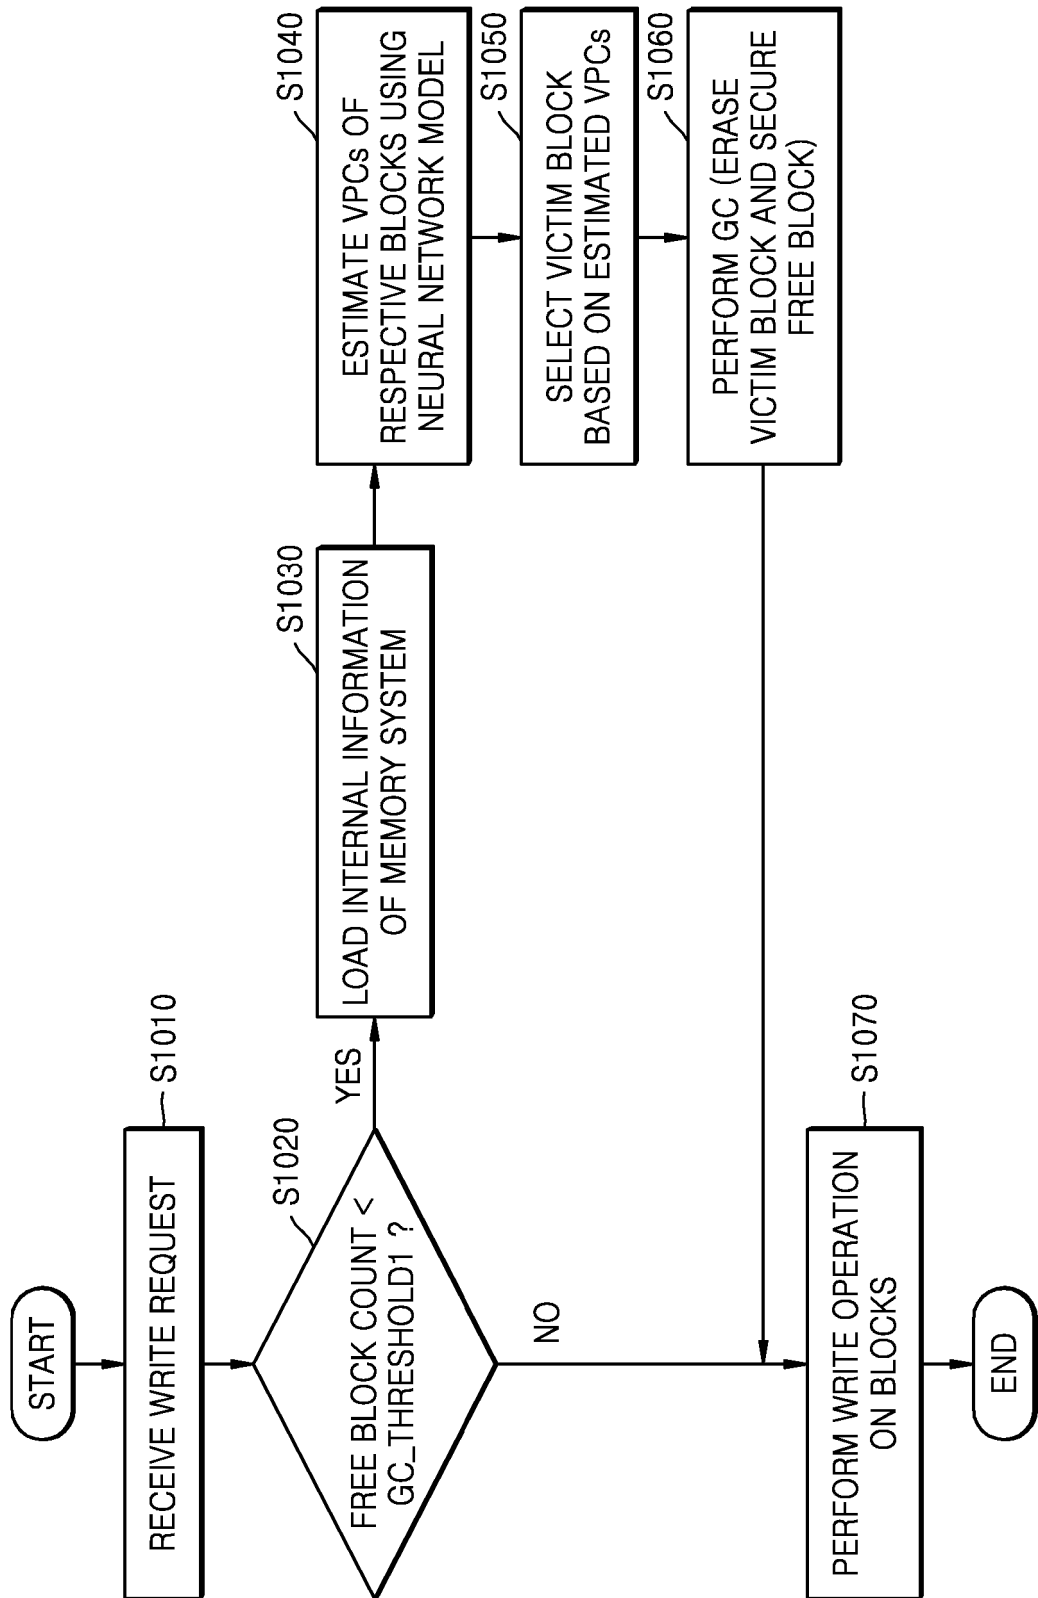 START
RECEIVE WRITE REQUEST
S1010
FREE BLOCK COUNT <
GC_THRESHOLD1 ?
S1020
YES
NO
LOAD INTERNAL INFORMATION
OF MEMORY SYSTEM
S1030
ESTIMATE VPCs OF
RESPECTIVE BLOCKS USING
NEURAL NETWORK MODEL
S1040
SELECT VICTIM BLOCK
BASED ON ESTIMATED VPCs
S1050
PERFORM GC (ERASE
VICTIM BLOCK AND SECURE
FREE BLOCK)
S1060
PERFORM WRITE OPERATION
ON BLOCKS
S1070
END